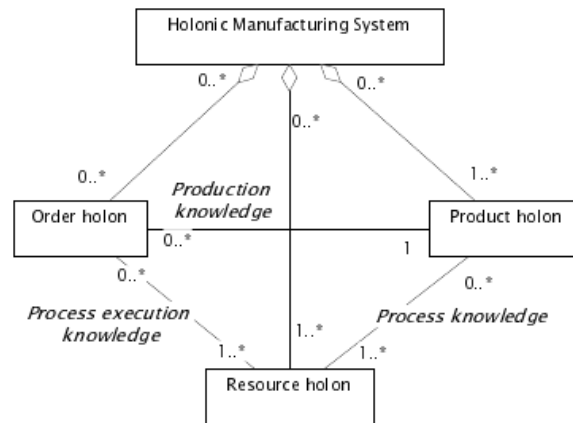 Holonic Manufacturing System
0..*
0..*
0..*
0..*
1..*
Production
knowledge
Order holon
Product holon
0..*
1
0..*
0..*
Process execution
knowledge
Process knowledge
1..*
1..*
1..*
Resource holon